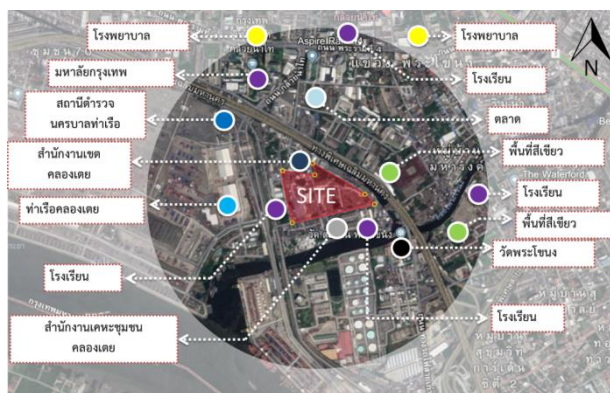 โรงพยาบาล
โรงพยาบาล
มหาลัยกรุงเทพ
โรงเรียน
สถานีตำรวจ
นครบาลท่าเรือ
ตลาด
สำนักงานเขต
คลองเตย
พื้นที่สีเขียว
SITE
The Waterford
โรงเรียน
ท่าเรือคลองเตย
พื้นที่สีเขียว
วัดพระโขนง
โรงเรียน
โรงเรียน
สำนักงานเคหะชุมชน
คลองเตย